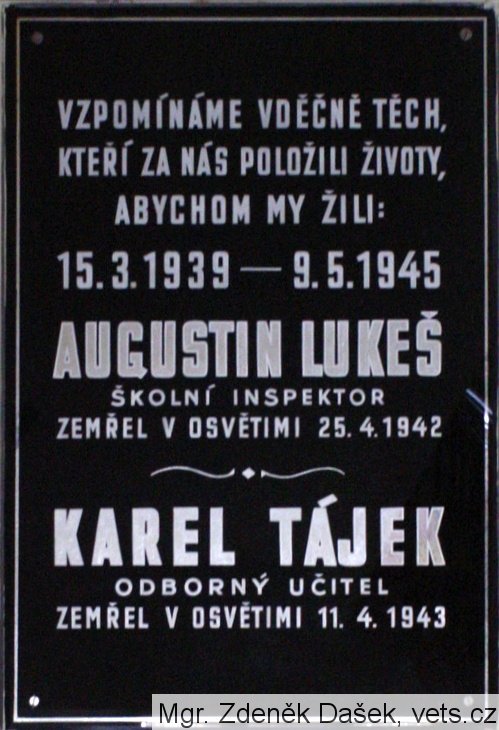 VZPOMÍNÁME VDĚČNĚ TĚCH,
KTEŘÍ ZA NÁS POLOŽILI ŽIVOTY,
ABYCHOM MY ŽILI:
15.3.1939 — 9.5.1945
AUGUSTIN LUKEŠ
ŠKOLNÍ INSPEKTOR
ZEMŘEL V OSVĚTIMI 25.4.1942
KAREL TÁJEK
ODBORNÝ UČITEL
ZEMŘEL V OSVĚTIMI 11. 4. 1943
Mgr. Zdeněk Dašek, vets.cz